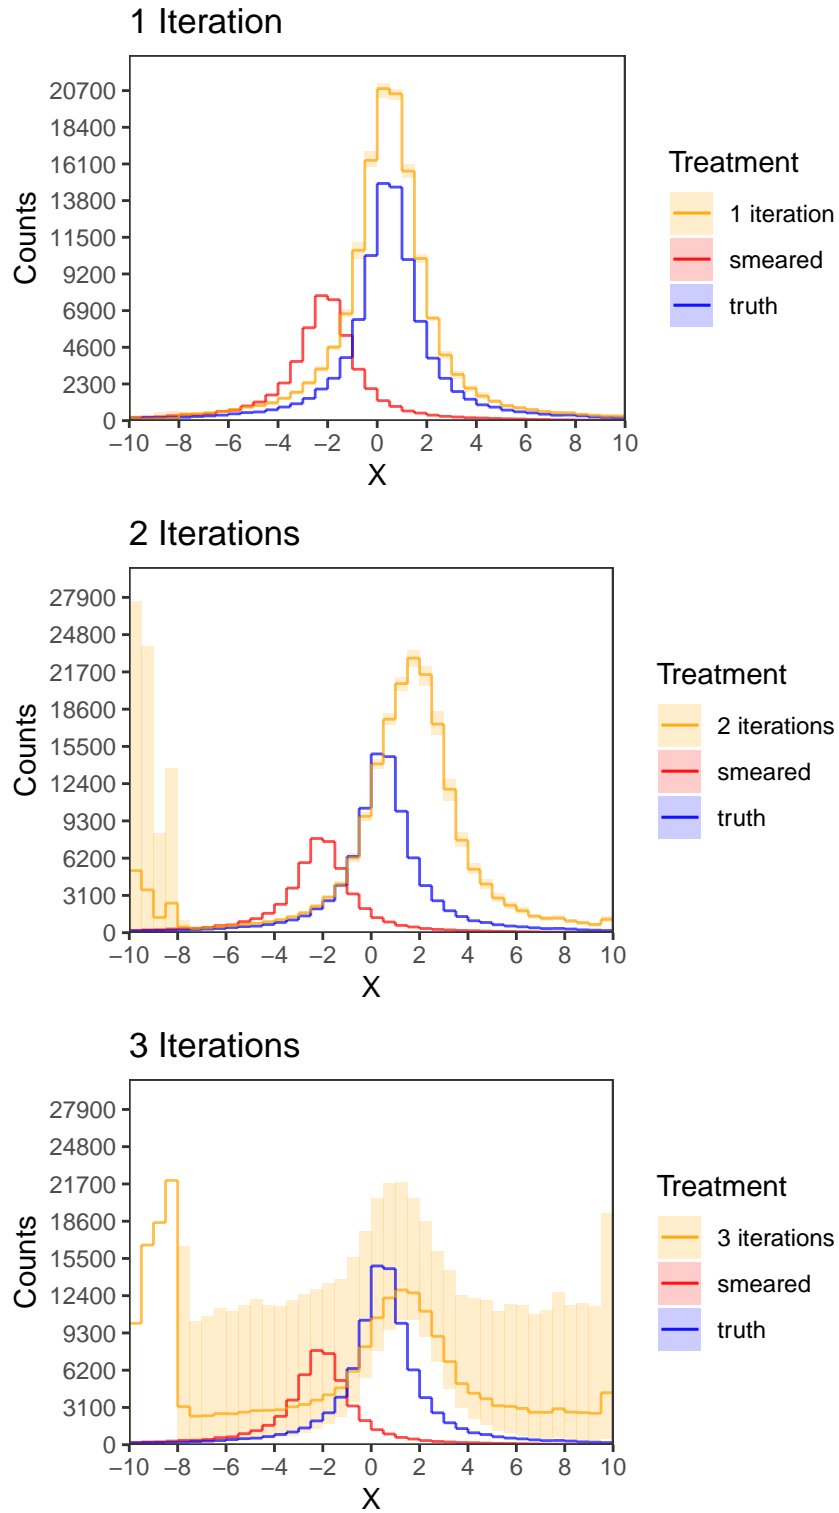 1 Iteration
20700
18400
16100
13800
11500
9200
6900
4600
2300
0
Counts
−10 −8 −6 −4 −2 0 2 4 6 8 10
X
Treatment
1 iteration
smeared
truth
2 Iterations
27900
24800
21700
18600
15500
12400
9300
6200
3100
0
Counts
−10 −8 −6 −4 −2 0 2 4 6 8 10
X
Treatment
2 iterations
smeared
truth
3 Iterations
27900
24800
21700
18600
15500
12400
9300
6200
3100
0
Counts
−10 −8 −6 −4 −2 0 2 4 6 8 10
X
Treatment
3 iterations
smeared
truth